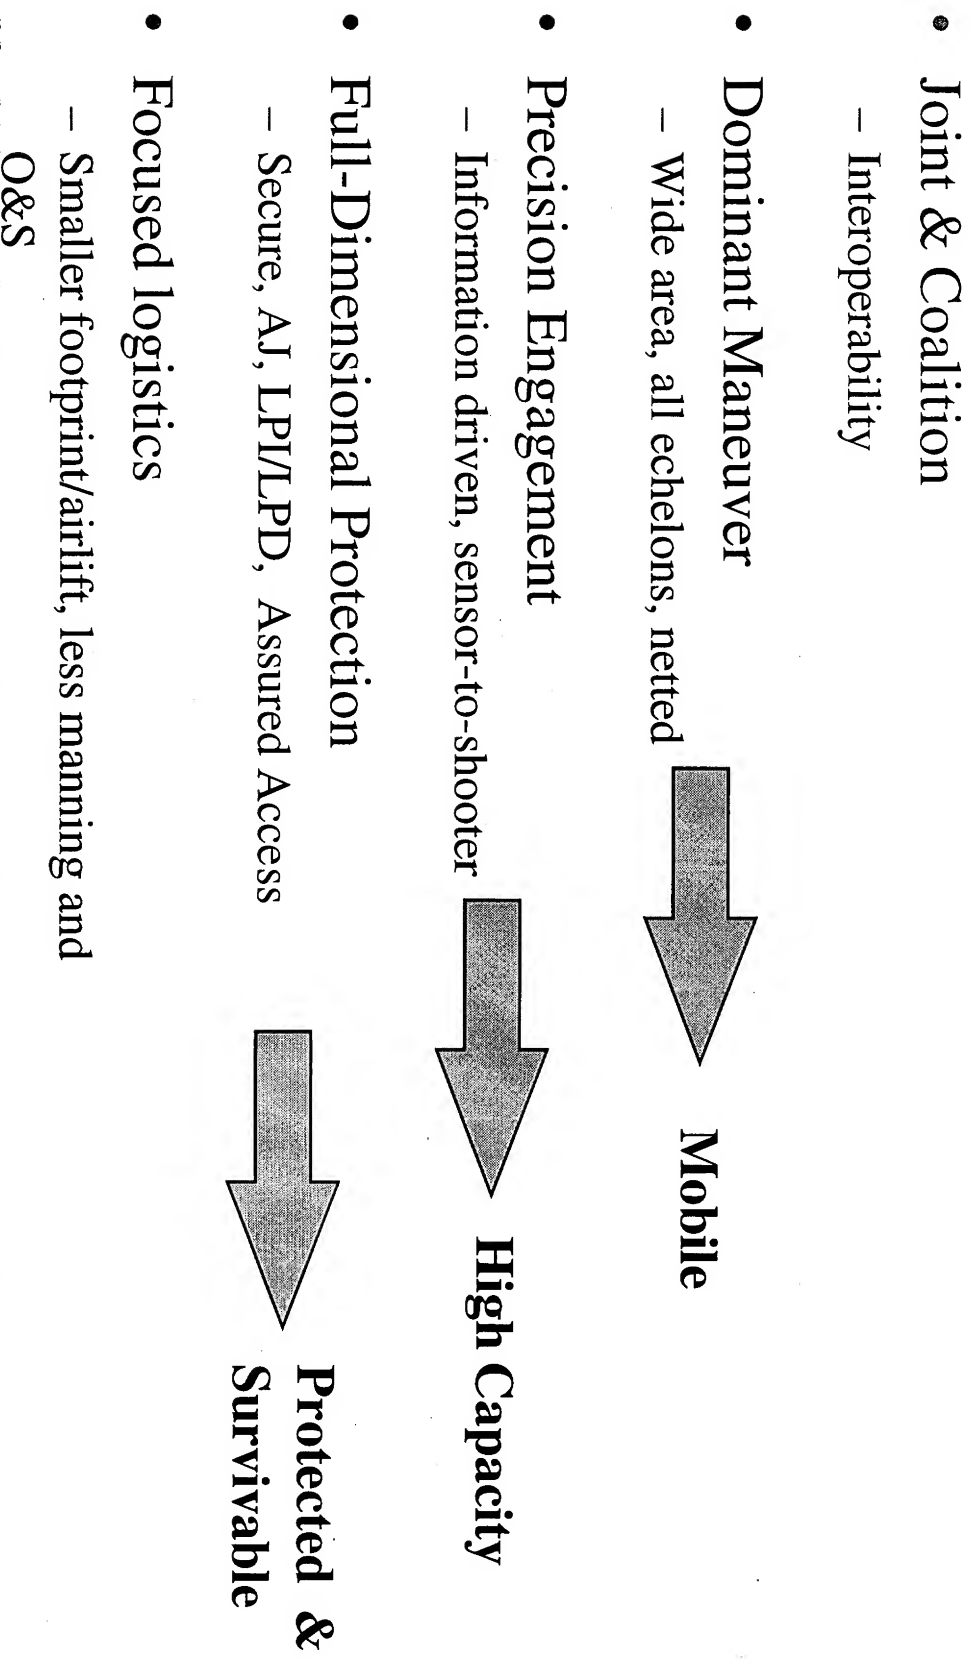 • Joint & Coalition
– Interoperability
• Dominant Maneuver
– Wide area, all echelons, netted
Mobile
• Precision Engagement
– Information driven, sensor-to-shooter
High Capacity
• Full-Dimensional Protection
– Secure, AJ, LPI/LPD, Assured Access
Protected &
Survivable
• Focused logistics
– Smaller footprint/airlift, less manning and
O&S